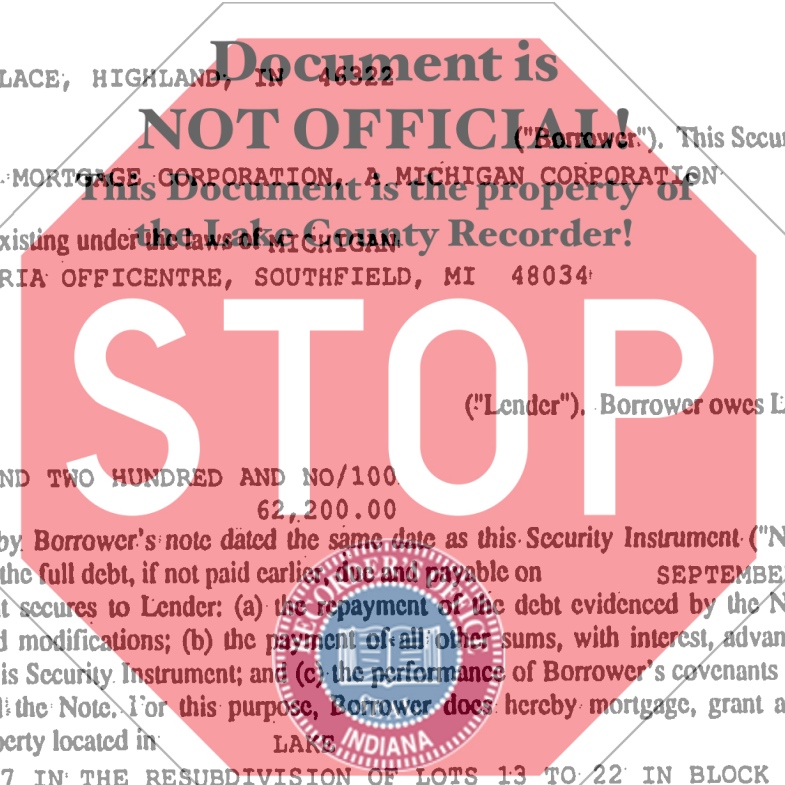 Document is
LACE, HIGHLAND, IN 46322
NOT OFFICIAL!
("Borrower"). This Secur
MORTGAGE CORPORATION, A MICHIGAN CORPORATION
This Document is the property of
the Lake County Recorder!
xisting under the laws of MICHIGAN
RIA OFFICENTRE, SOUTHFIELD, MI 48034
STOP
("Lender"). Borrower owes L
ND TWO HUNDRED AND NO/100
62,200.00
by Borrower's note dated the same date as this Security Instrument ("N
the full debt, if not paid earlier, due and payable on SEPTEMBE
t secures to Lender: (a) the repayment of the debt evidenced by the N
d modifications; (b) the payment of all other sums, with interest, advan
is Security Instrument; and (c) the performance of Borrower's covenants
the Note. For this purpose, Borrower does hereby mortgage, grant a
perty located in LAKE
INDIANA
7 IN THE RESUBDIVISION OF LOTS 13 TO 22 IN BLOCK